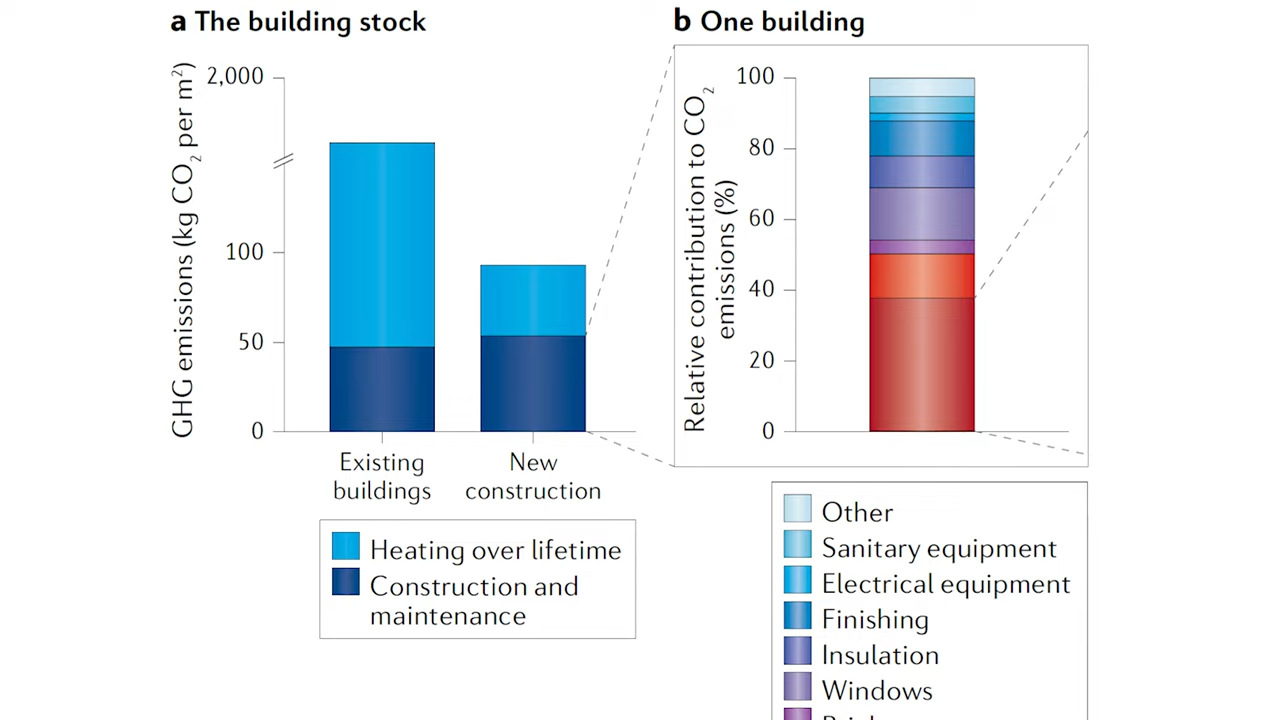 a The building stock
GHG emissions (kg CO2 per m2)
2,000
100
50
0
Existing
buildings
New
construction
Heating over lifetime
Construction and
maintenance
b One building
Relative contribution to CO2
emissions (%)
100
80
60
40
20
0
Other
Sanitary equipment
Electrical equipment
Finishing
Insulation
Windows